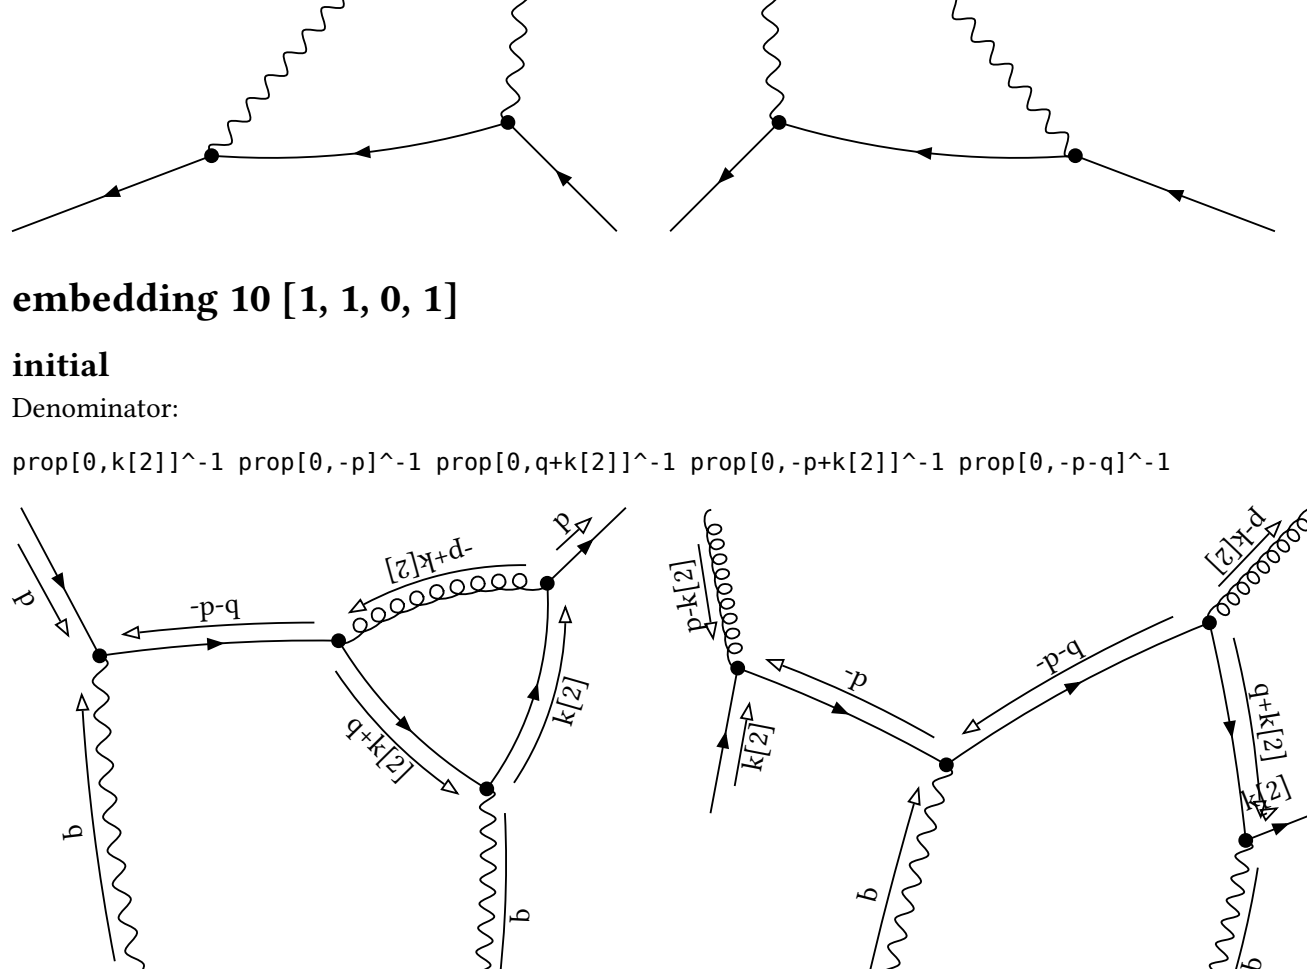 embedding 10 [1, 1, 0, 1]
initial
Denominator:
prop[0,k[2]]^-1 prop[0,-p]^-1 prop[0,q+k[2]]^-1 prop[0,-p+k[2]]^-1 prop[0,-p-q]^-1
p
-p-q
-p+k[2]
p
q+k[2]
k[2]
q
q
p-k[2]
k[2]
-p
-p-q
p-k[2]
q+k[2]
k[2]
q
q